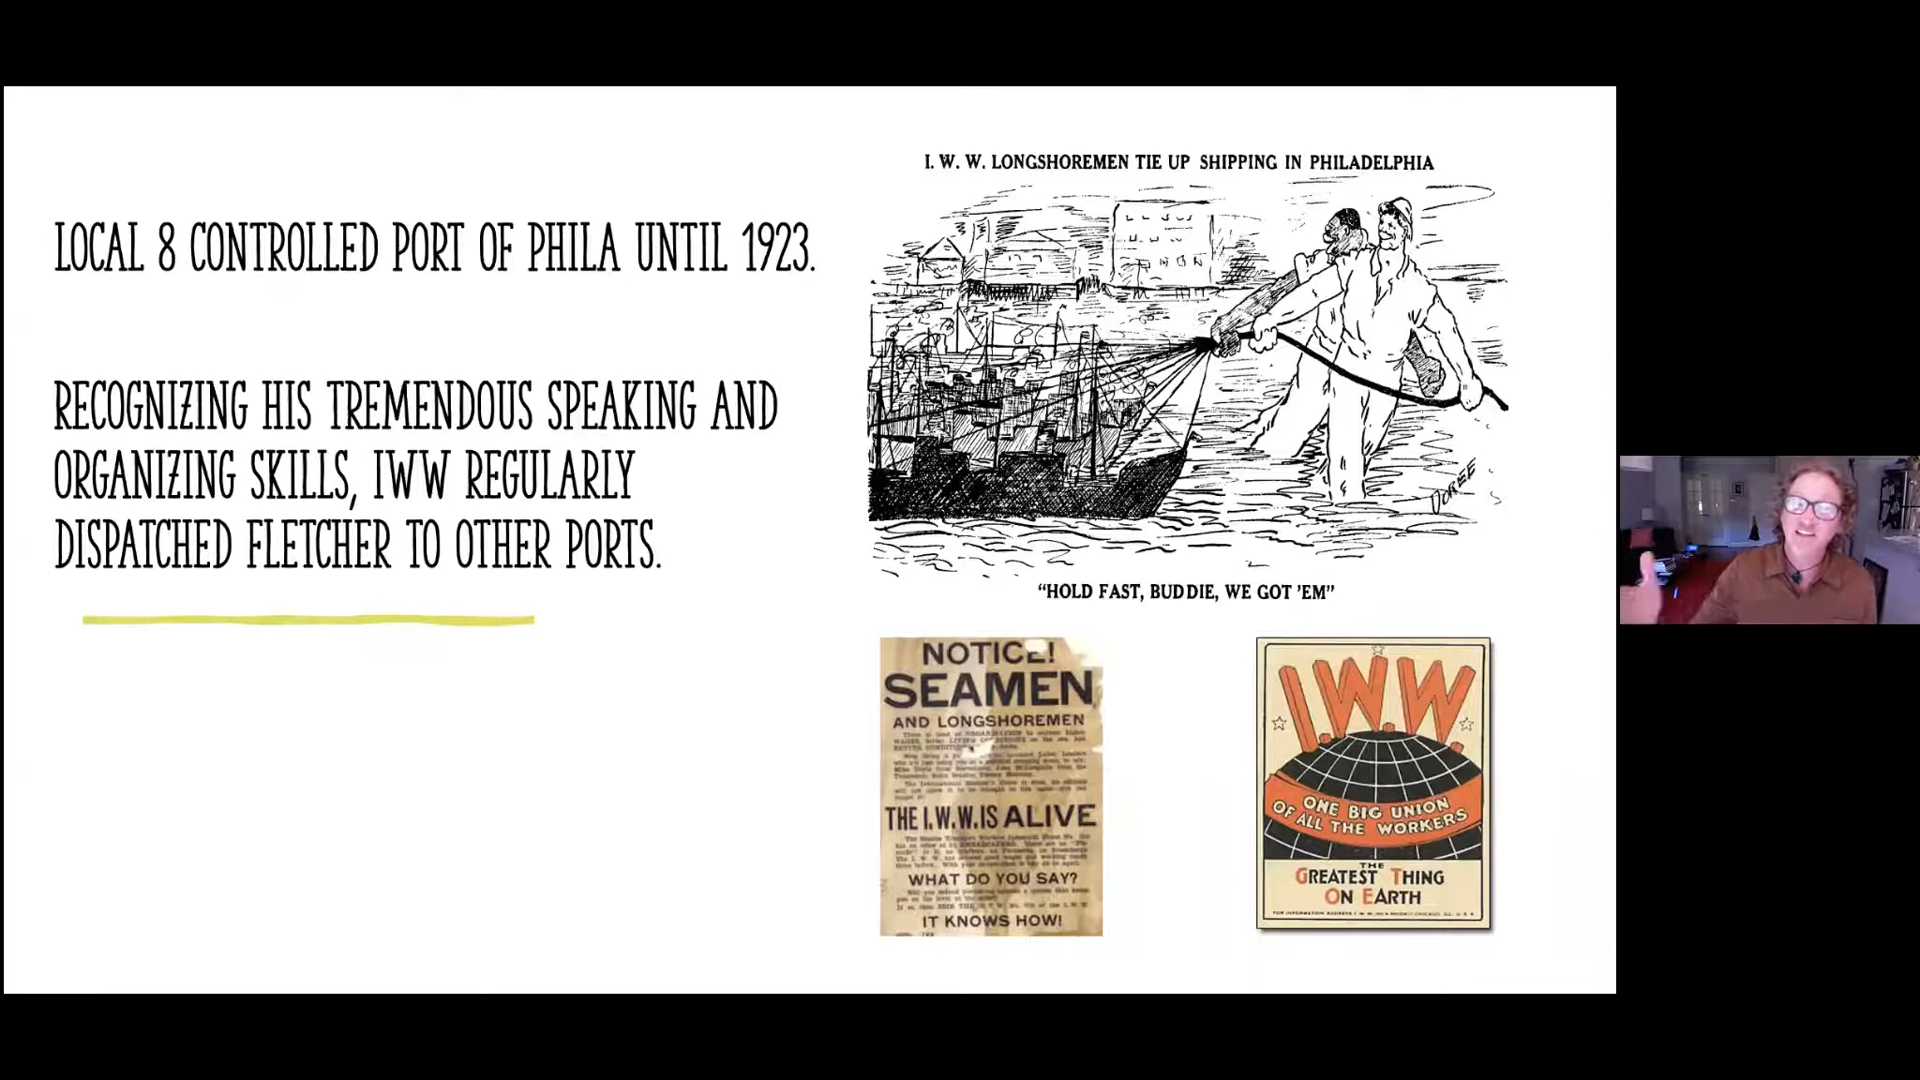 LOCAL 8 CONTROLLED PORT OF PHILA UNTIL 1923.
RECOGNIZING HIS TREMENDOUS SPEAKING AND
ORGANIZING SKILLS, IWW REGULARLY
DISPATCHED FLETCHER TO OTHER PORTS.
I. W. W. LONGSHOREMEN TIE UP SHIPPING IN PHILADELPHIA
DOREE
“HOLD FAST, BUDDIE, WE GOT ’EM”
NOTICE!
SEAMEN
AND LONGSHOREMEN
THE I.W.W. IS ALIVE
WHAT DO YOU SAY?
IT KNOWS HOW!
I.W.W.
ONE BIG UNION
OF ALL THE WORKERS
THE
GREATEST THING
ON EARTH